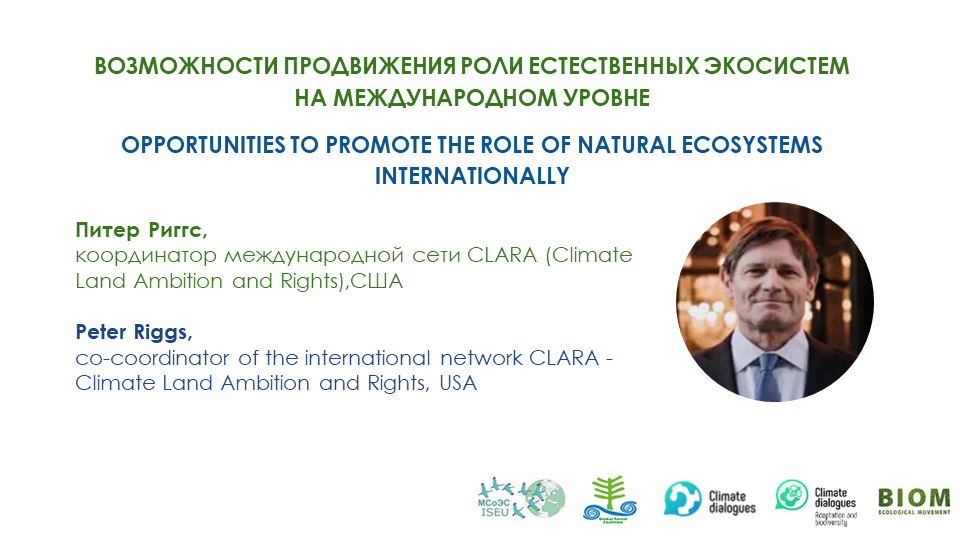 ВОЗМОЖНОСТИ ПРОДВИЖЕНИЯ РОЛИ ЕСТЕСТВЕННЫХ ЭКОСИСТЕМ
НА МЕЖДУНАРОДНОМ УРОВНЕ
OPPORTUNITIES TO PROMOTE THE ROLE OF NATURAL ECOSYSTEMS
INTERNATIONALLY
Питер Риггс,
координатор международной сети CLARA (Climate
Land Ambition and Rights),США
Peter Riggs,
co-coordinator of the international network CLARA -
Climate Land Ambition and Rights, USA
МСоЭС
ISEU
Global Forest
Coalition
Climate
dialogues
Climate
dialogues
Adaptation and
biodiversity
BIOM
ECOLOGICAL MOVEMENT